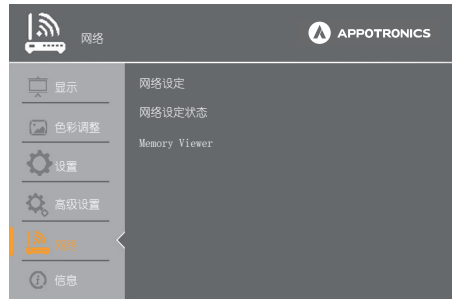 网络
APPOTRONICS
显示
色彩调整
设置
高级设置
网络
信息
网络设定
网络设定状态
Memory Viewer